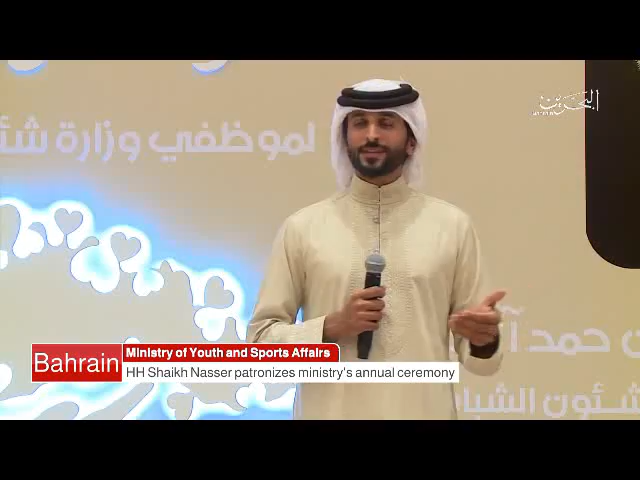 البحرين
لموظفي وزارة شئ
ن حمد آ
شئون الشبا
Ministry of Youth and Sports Affairs
Bahrain
HH Shaikh Nasser patronizes ministry's annual ceremony